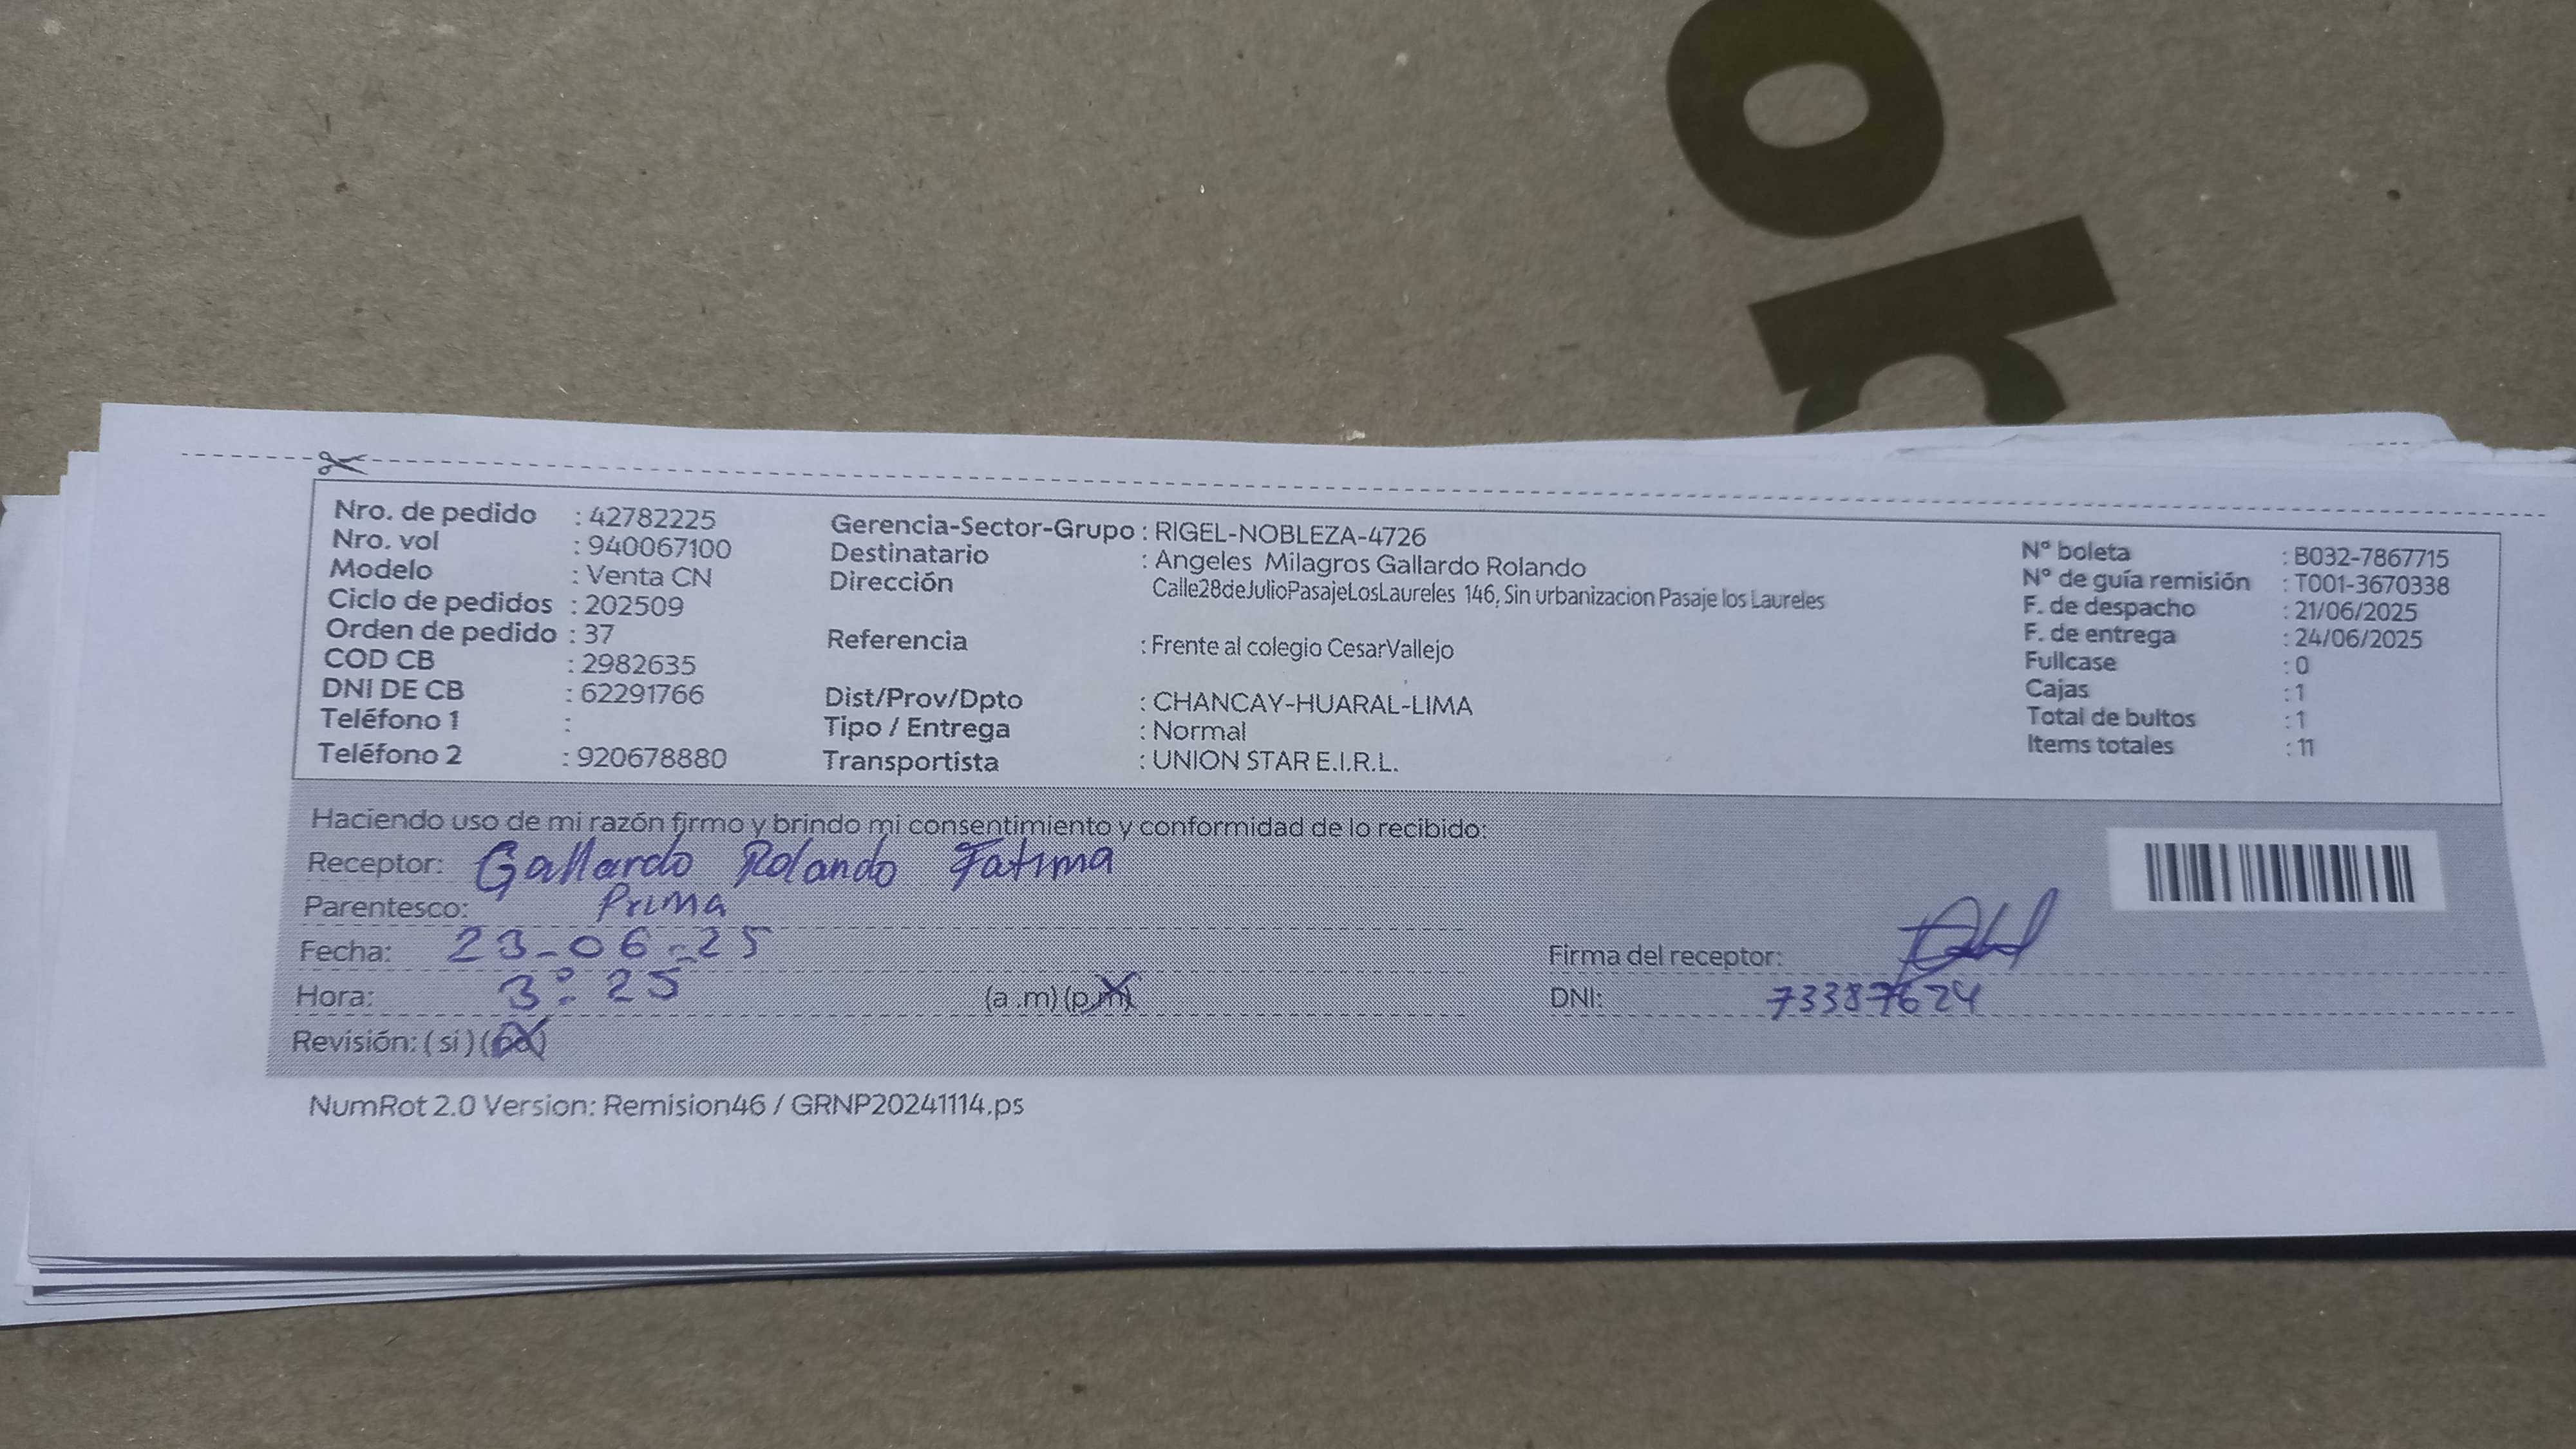 or
Nro. de pedido : 42782225
Nro. vol : 940067100
Modelo : Venta CN
Ciclo de pedidos : 202509
Orden de pedido : 37
COD CB : 2982635
DNI DE CB : 62291766
Teléfono 1 :
Teléfono 2 : 920678880
Gerencia-Sector-Grupo : RIGEL-NOBLEZA-4726
Destinatario : Angeles Milagros Gallardo Rolando
Dirección Calle28deJulioPasajeLosLaureles 146, Sin urbanizacion Pasaje los Laureles
Referencia : Frente al colegio CesarVallejo
Dist/Prov/Dpto : CHANCAY-HUARAL-LIMA
Tipo / Entrega : Normal
Transportista : UNION STAR E.I.R.L.
Nº boleta : B032-7867715
Nº de guía remisión : T001-3670338
F. de despacho : 21/06/2025
F. de entrega : 24/06/2025
Fullcase : 0
Cajas : 1
Total de bultos : 1
Items totales : 11
Haciendo uso de mi razón firmo y brindo mi consentimiento y conformidad de lo recibido:
Receptor: Gallardo Rolando Fatima
Parentesco: Prima
Fecha: 23-06-25
Hora: 3:25 (a.m) (p.m)
Revisión: (si) (no)
Firma del receptor:
DNI: 73387624
NumRot 2.0 Version: Remision46 / GRNP20241114.ps